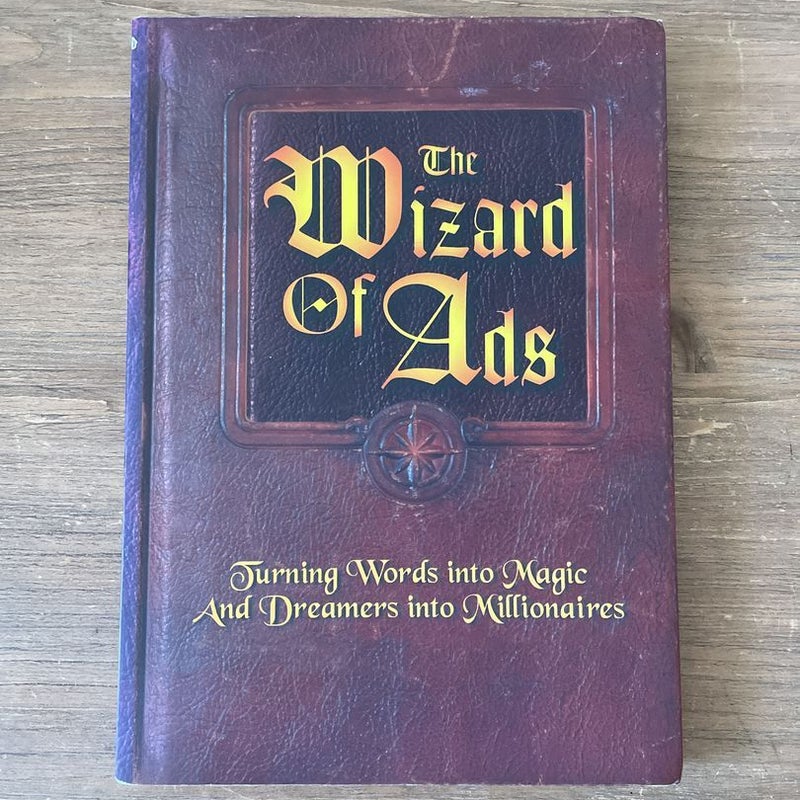 The
Wizard
Of Ads
Turning Words into Magic
And Dreamers into Millionaires